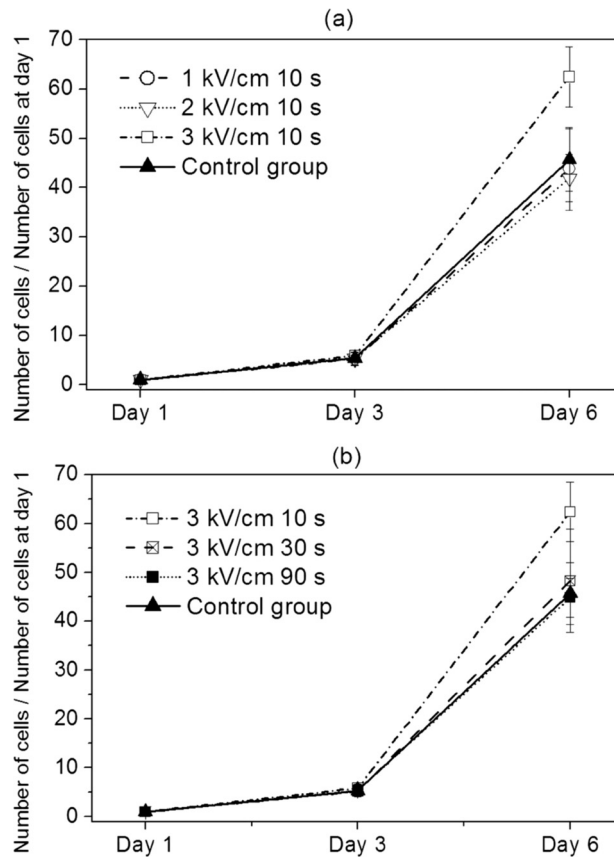 (a)
Number of cells / Number of cells at day 1
70
60
50
40
30
20
10
0
1 kV/cm 10 s
2 kV/cm 10 s
3 kV/cm 10 s
Control group
Day 1 Day 3 Day 6
(b)
Number of cells / Number of cells at day 1
70
60
50
40
30
20
10
0
3 kV/cm 10 s
3 kV/cm 30 s
3 kV/cm 90 s
Control group
Day 1 Day 3 Day 6